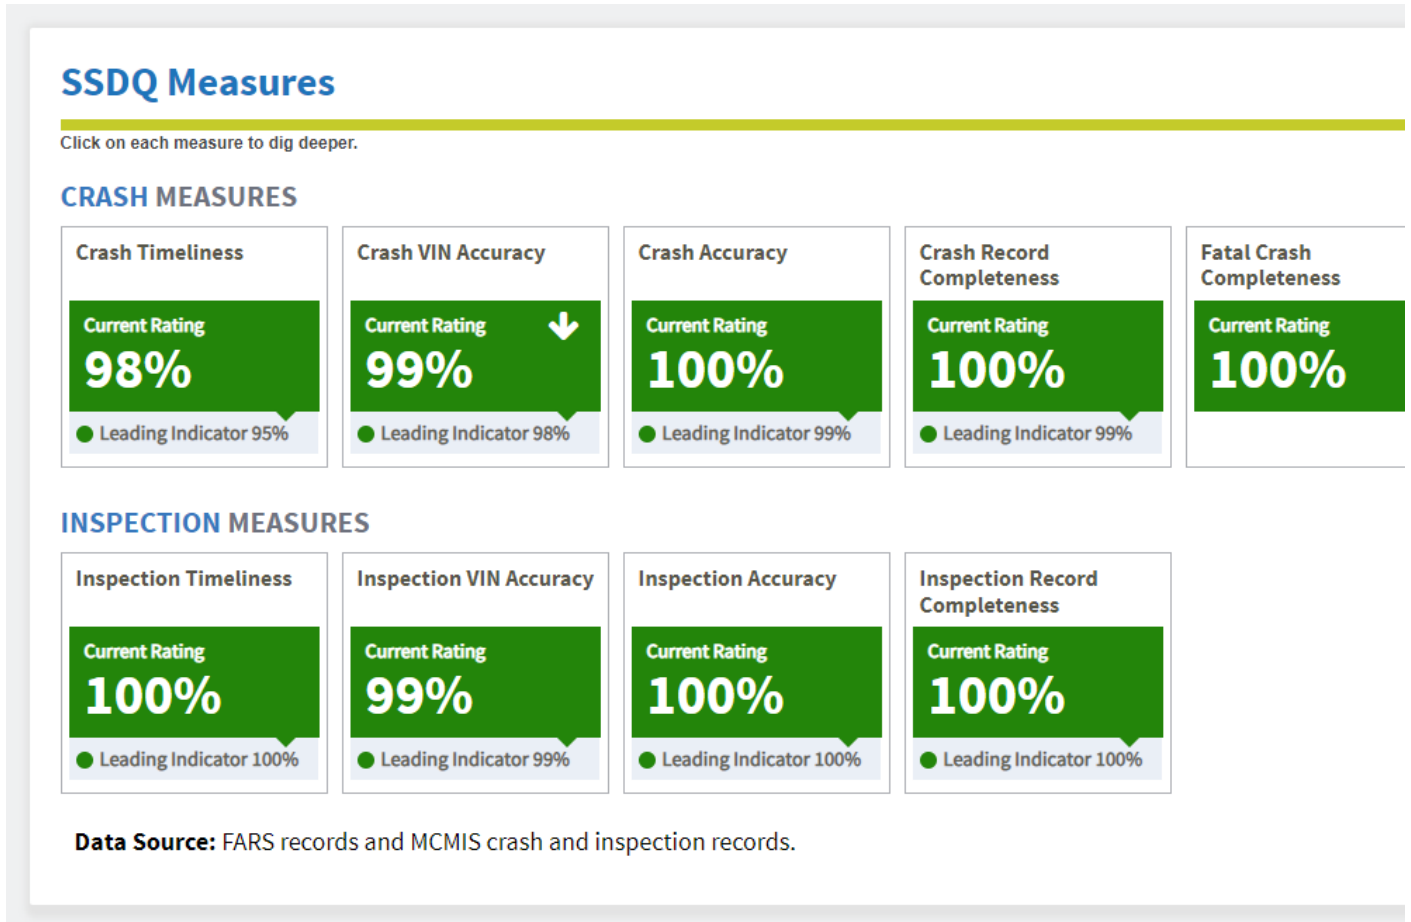 SSDQ Measures
Click on each measure to dig deeper.
CRASH MEASURES
Crash Timeliness
Current Rating
98%
Leading Indicator 95%
Crash VIN Accuracy
Current Rating
99%
Leading Indicator 98%
Crash Accuracy
Current Rating
100%
Leading Indicator 99%
Crash Record
Completeness
Current Rating
100%
Leading Indicator 99%
Fatal Crash
Completeness
Current Rating
100%
INSPECTION MEASURES
Inspection Timeliness
Current Rating
100%
Leading Indicator 100%
Inspection VIN Accuracy
Current Rating
99%
Leading Indicator 99%
Inspection Accuracy
Current Rating
100%
Leading Indicator 100%
Inspection Record
Completeness
Current Rating
100%
Leading Indicator 100%
Data Source: FARS records and MCMIS crash and inspection records.